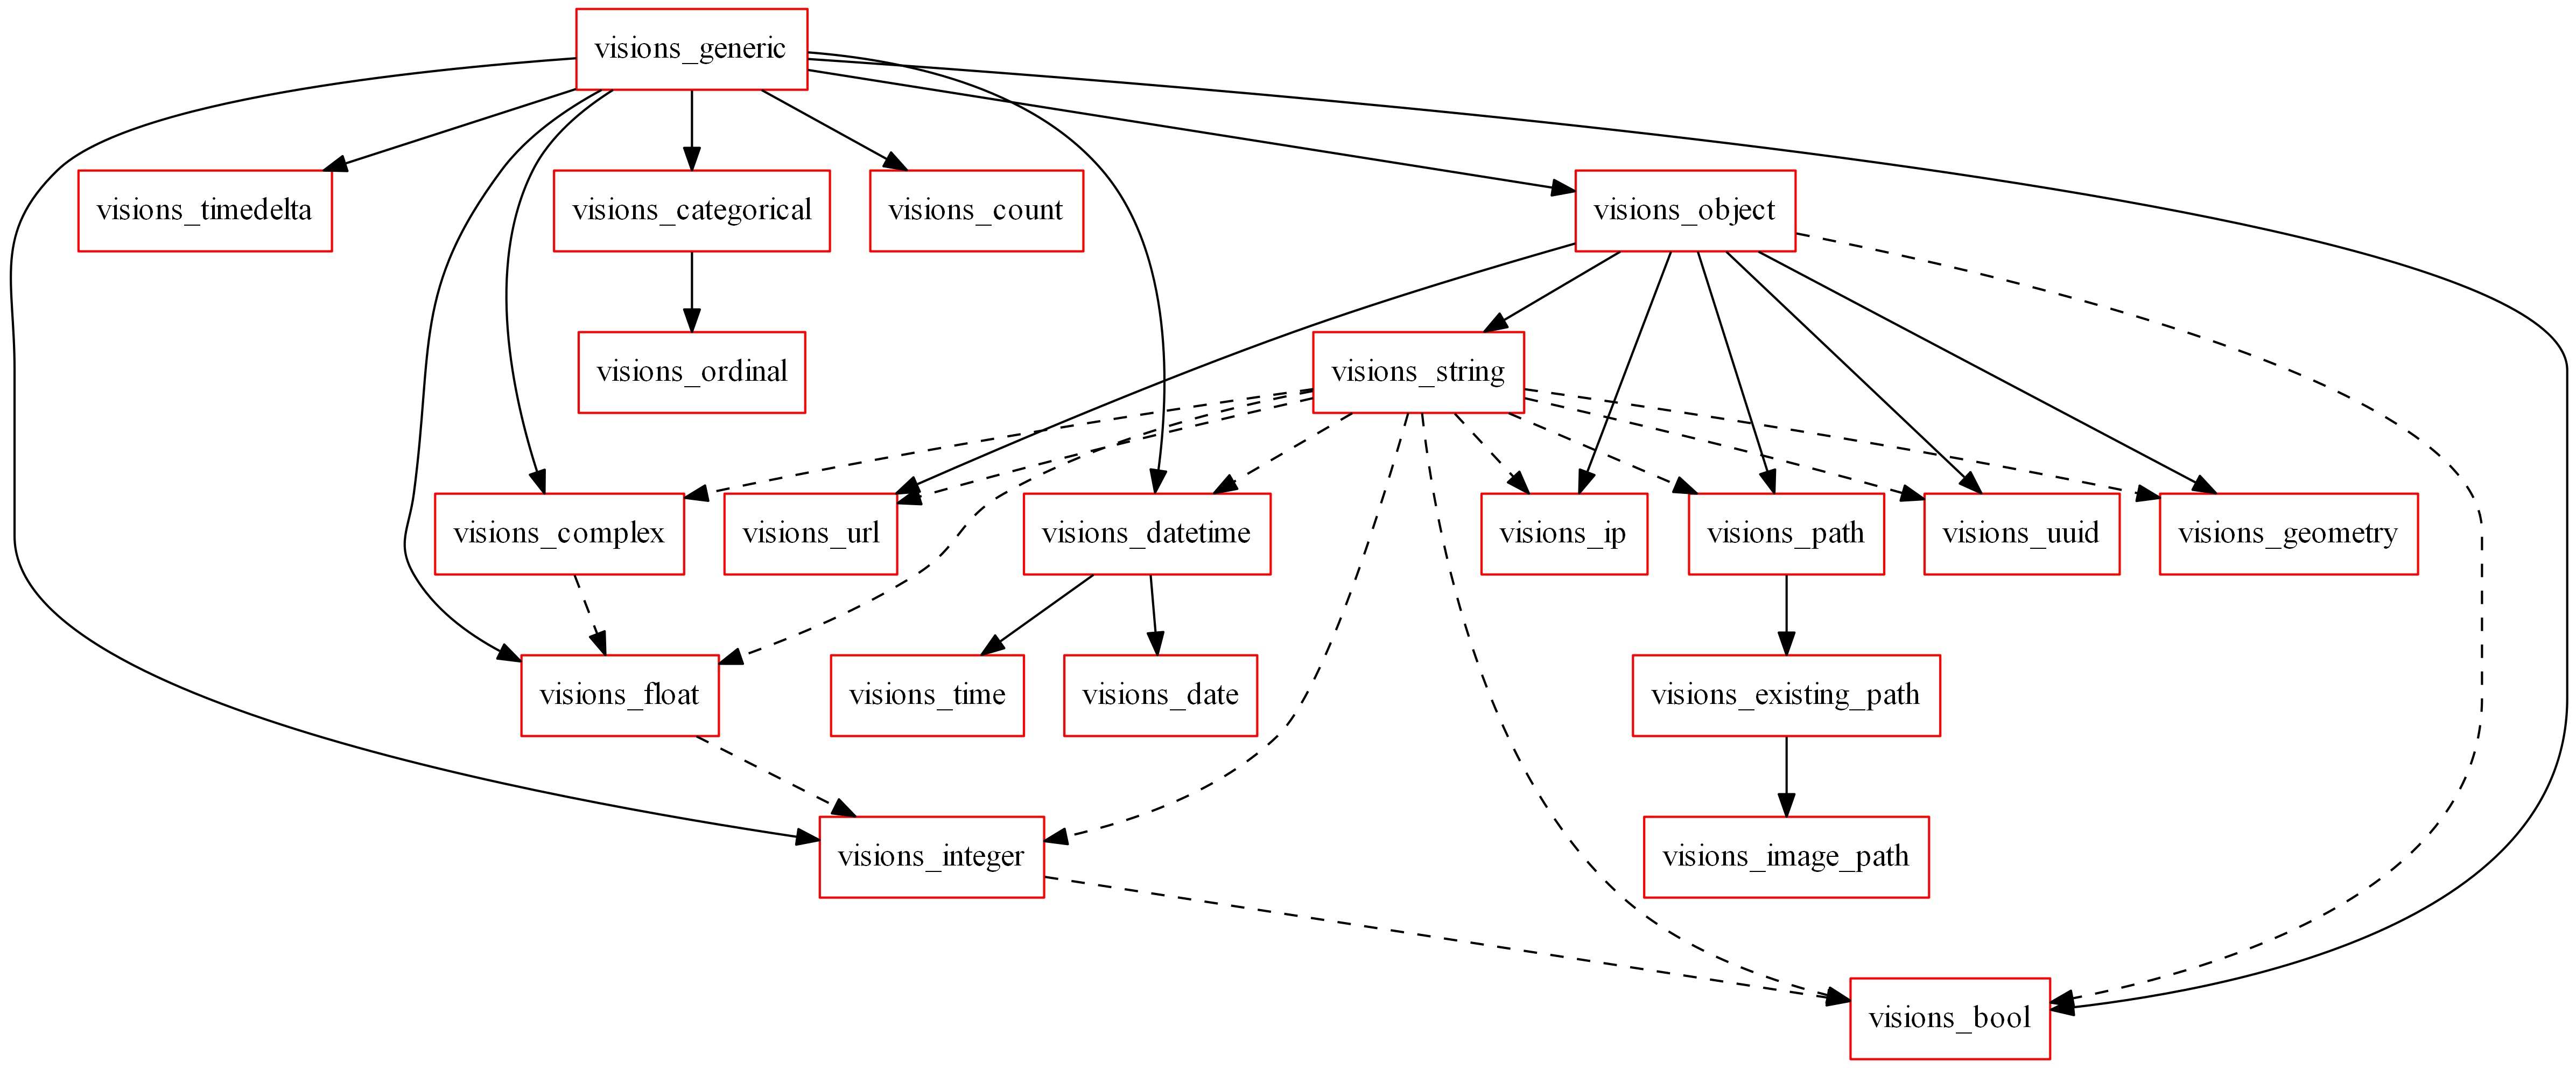 visions_generic
visions_timedelta
visions_categorical
visions_count
visions_object
visions_ordinal
visions_string
visions_complex
visions_url
visions_datetime
visions_ip
visions_path
visions_uuid
visions_geometry
visions_float
visions_time
visions_date
visions_existing_path
visions_integer
visions_image_path
visions_bool